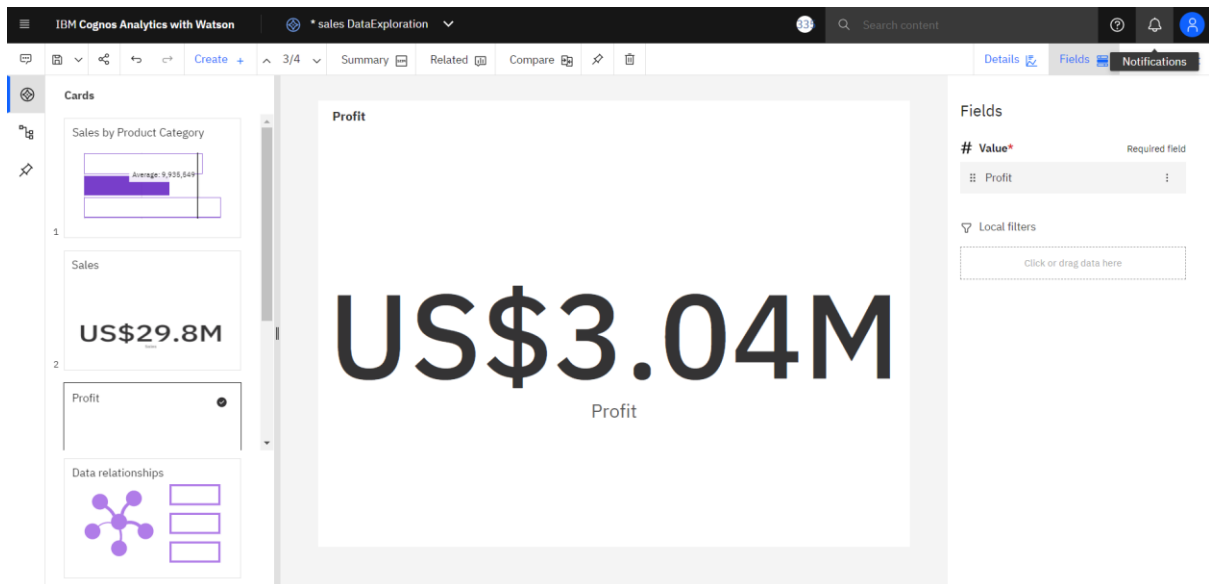 IBM Cognos Analytics with Watson
* sales DataExploration
Search content
Create +
3/4
Summary
Related
Compare
Details
Fields
Notifications
Cards
Sales by Product Category
Average: 9,935,549
1
Sales
US$29.8M
Sales
2
Profit
Data relationships
Profit
US$3.04M
Profit
Fields
# Value*
Required field
Profit
Local filters
Click or drag data here